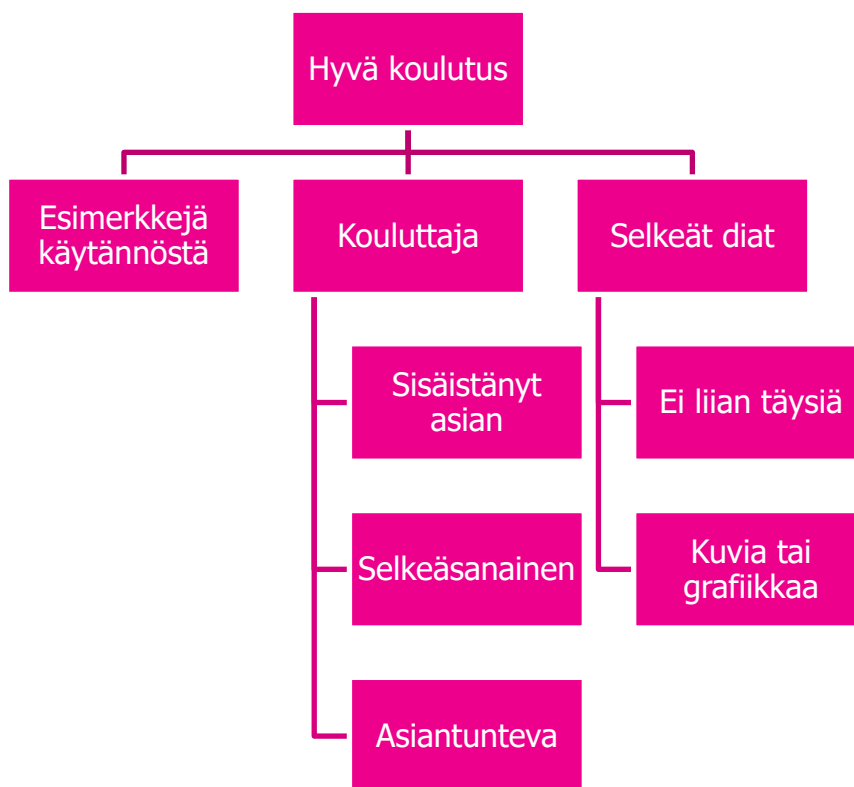 Hyvä koulutus
Esimerkkejä
käytännöstä
Kouluttaja
Selkeät diat
Sisäistänyt
asian
Ei liian täysiä
Selkeäsanainen
Kuvia tai
grafiikkaa
Asiantunteva